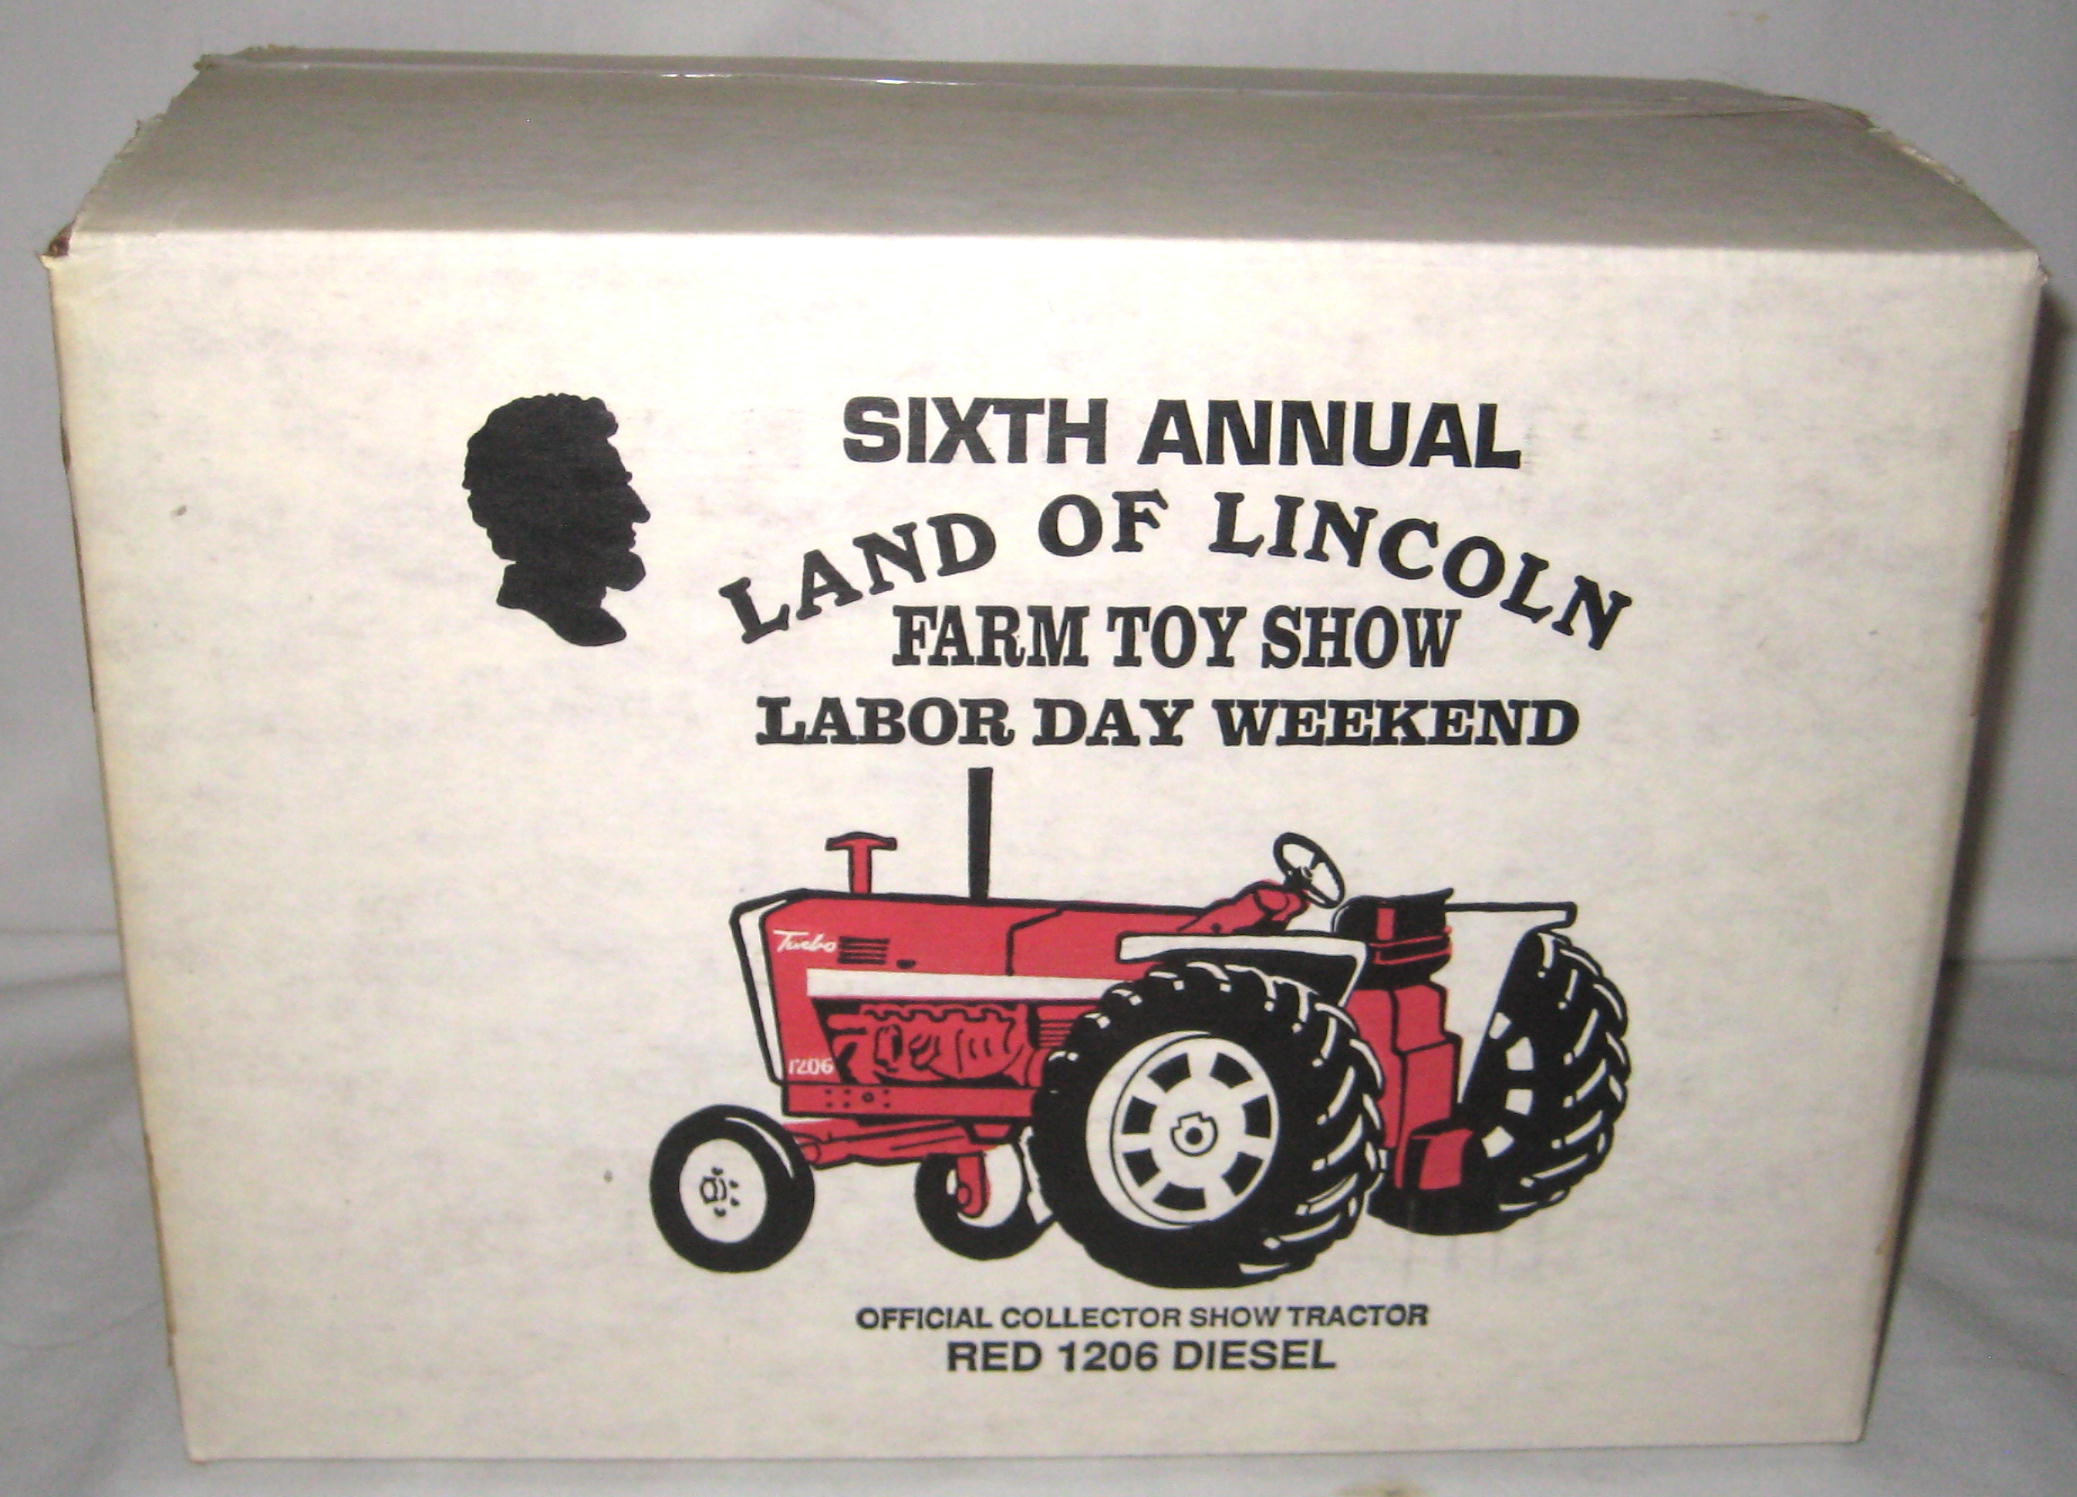 SIXTH ANNUAL
LAND OF LINCOLN
FARM TOY SHOW
LABOR DAY WEEKEND
Turbo
1206
OFFICIAL COLLECTOR SHOW TRACTOR
RED 1206 DIESEL